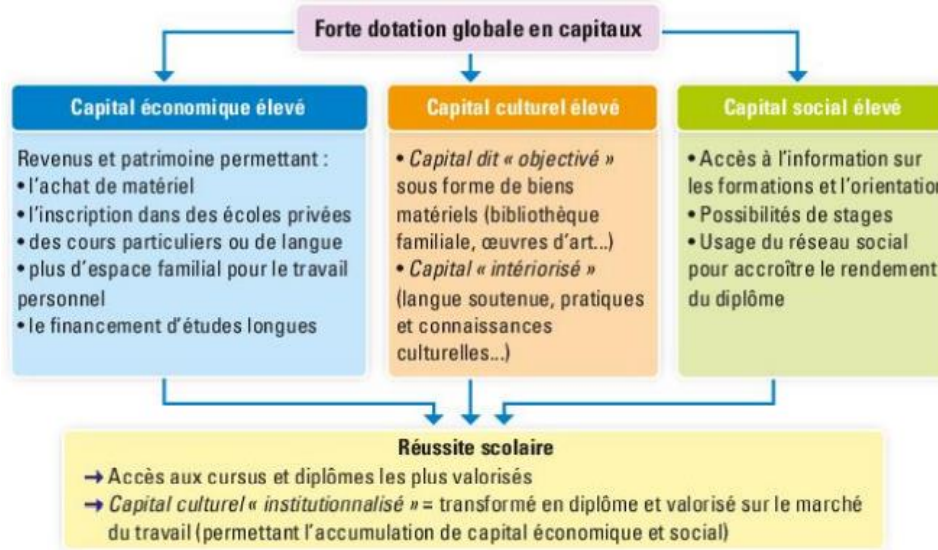 Forte dotation globale en capitaux
Capital économique élevé
Revenus et patrimoine permettant :
• l'achat de matériel
• l'inscription dans des écoles privées
• des cours particuliers ou de langue
• plus d'espace familial pour le travail
personnel
• le financement d'études longues
Capital culturel élevé
• Capital dit « objectivé »
sous forme de biens
matériels (bibliothèque
familiale, œuvres d'art...)
• Capital « intériorisé »
(langue soutenue, pratiques
et connaissances
culturelles...)
Capital social élevé
• Accès à l'information sur
les formations et l'orientation
• Possibilités de stages
• Usage du réseau social
pour accroître le rendement
du diplôme
Réussite scolaire
→ Accès aux cursus et diplômes les plus valorisés
→ Capital culturel « institutionnalisé » = transformé en diplôme et valorisé sur le marché
du travail (permettant l'accumulation de capital économique et social)